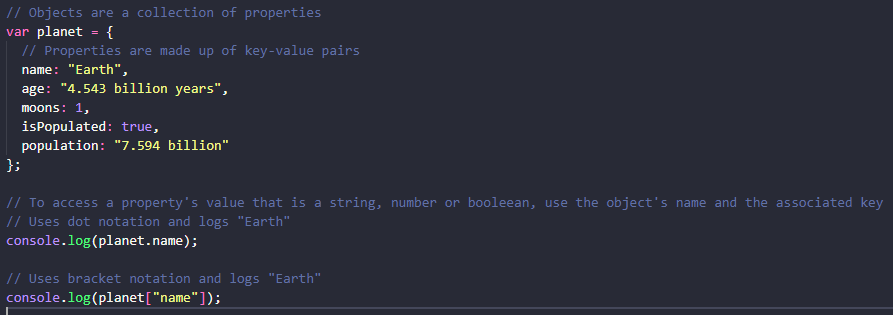 // Objects are a collection of properties
var planet = {
  // Properties are made up of key-value pairs
  name: "Earth",
  age: "4.543 billion years",
  moons: 1,
  isPopulated: true,
  population: "7.594 billion"
};

// To access a property's value that is a string, number or booleean, use the object's name and the associated key
// Uses dot notation and logs "Earth"
console.log(planet.name);

// Uses bracket notation and logs "Earth"
console.log(planet["name"]);